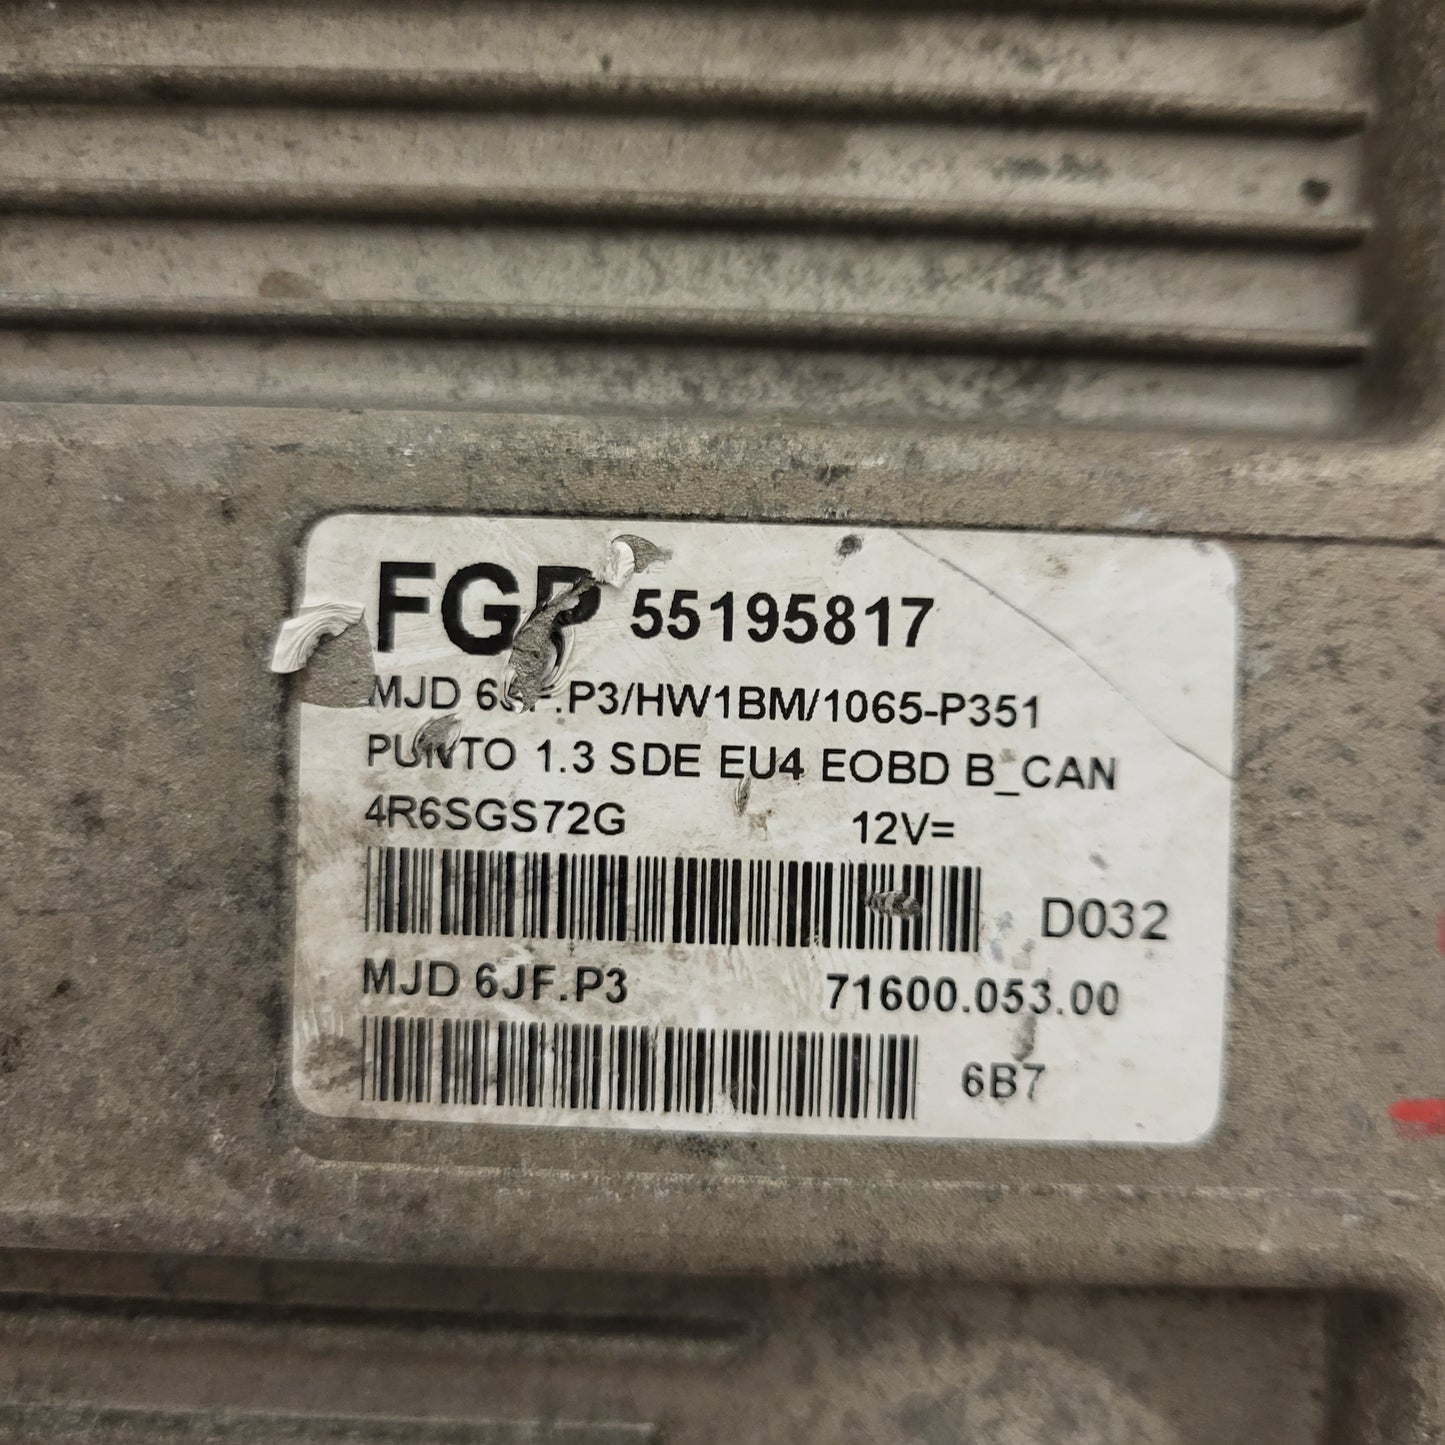 FGP 55195817
MJD 6JF.P3/HW1BM/1065-P351
PUNTO 1.3 SDE EU4 EOBD B_CAN
4R6SGS72G 12V=
D032
MJD 6JF.P3 71600.053.00
6B7